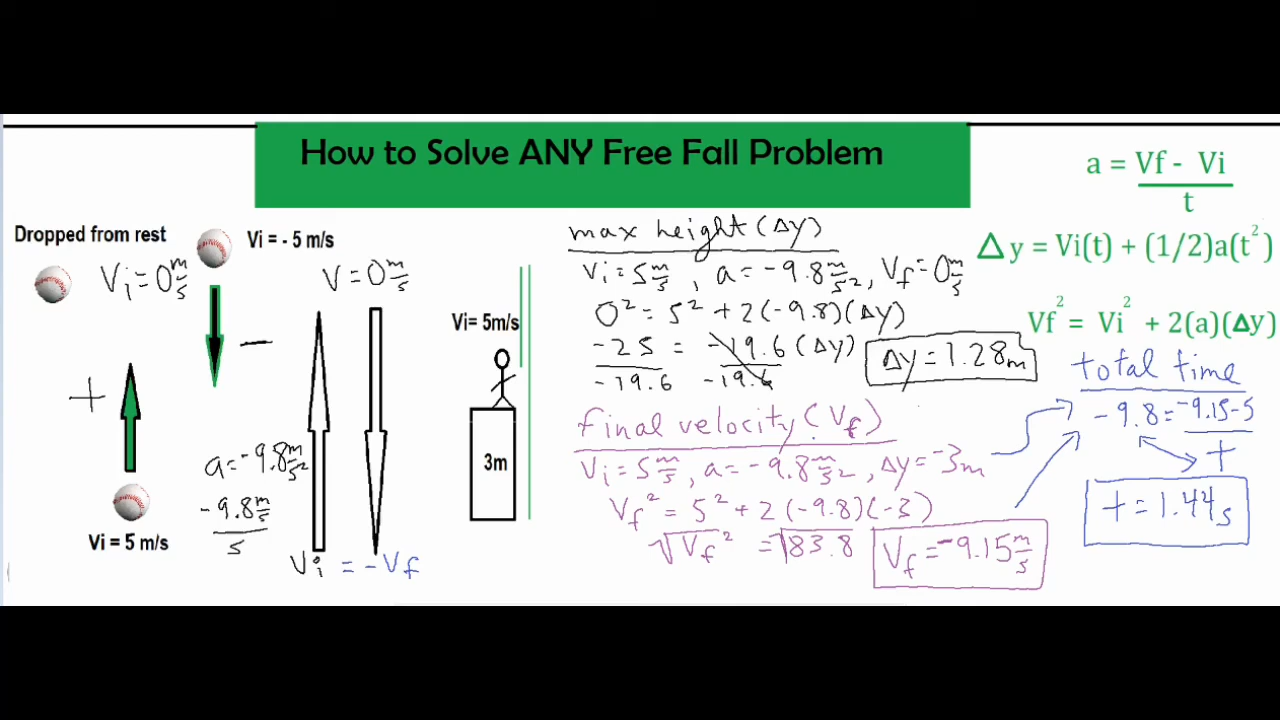 How to Solve ANY Free Fall Problem
a = Vf - Vi
t
Δy = Vi(t) + (1/2)a(t²)
Vf² = Vi² + 2(a)(Δy)
Dropped from rest
Vi = 0 m/s
Vi = - 5 m/s
V = 0 m/s
+
−
a = -9.8 m/s²
-9.8 m/s
s
Vi = 5 m/s
Vi = -Vf
Vi= 5m/s
3m
max height (Δy)
Vi = 5 m/s, a = -9.8 m/s², Vf = 0 m/s
0² = 5² + 2(-9.8)(Δy)
-25 = -19.6 (Δy)
-19.6 -19.6
Δy = 1.28m
final velocity (Vf)
Vi = 5 m/s, a = -9.8 m/s², Δy = -3m
Vf² = 5² + 2(-9.8)(-3)
√Vf² = √83.8
Vf = -9.15 m/s
total time
-9.8 = -9.15-5
t
t = 1.44s